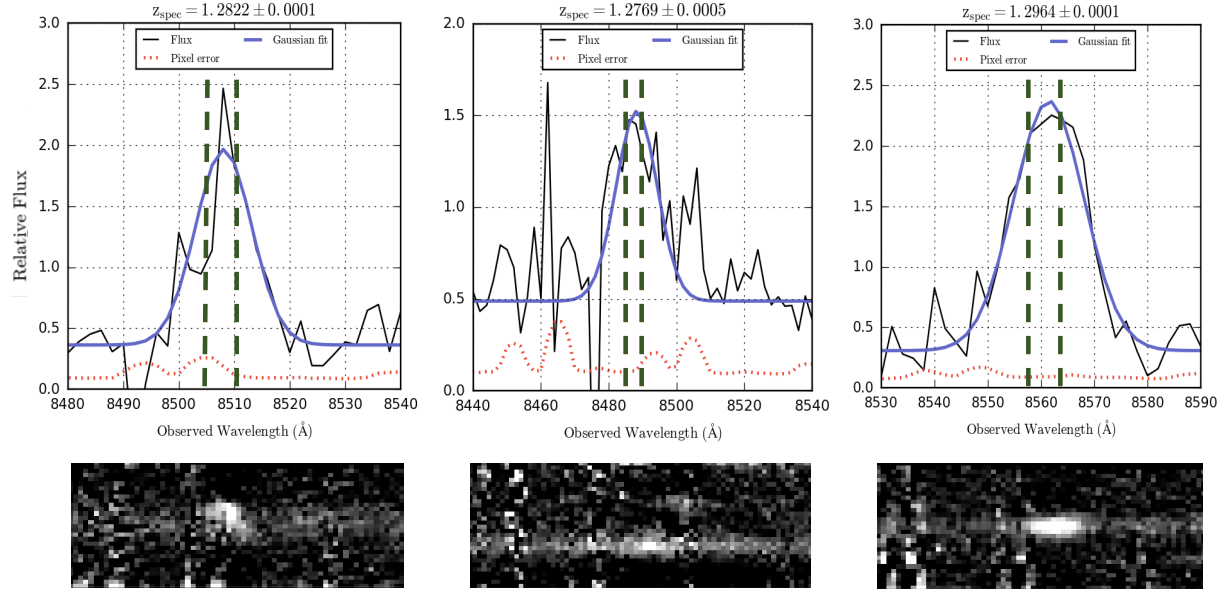 z_spec = 1.2822 ± 0.0001
Flux
Gaussian fit
Pixel error
3.0
2.5
2.0
1.5
1.0
0.5
0.0
Relative Flux
8480 8490 8500 8510 8520 8530 8540
Observed Wavelength (Å)
z_spec = 1.2769 ± 0.0005
Flux
Gaussian fit
Pixel error
2.0
1.5
1.0
0.5
0.0
8440 8460 8480 8500 8520 8540
Observed Wavelength (Å)
z_spec = 1.2964 ± 0.0001
Flux
Gaussian fit
Pixel error
3.0
2.5
2.0
1.5
1.0
0.5
0.0
8530 8540 8550 8560 8570 8580 8590
Observed Wavelength (Å)